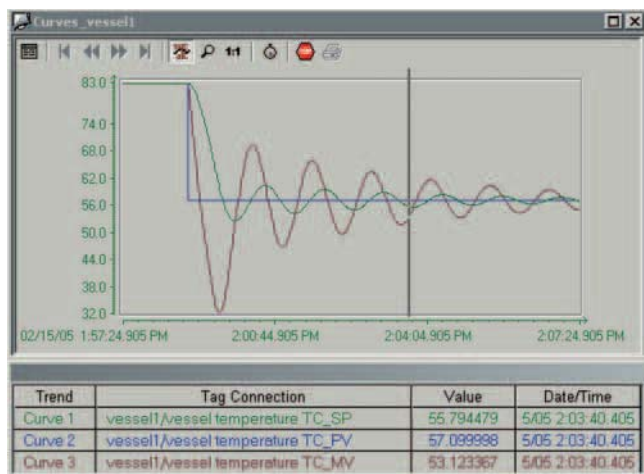 Curves_vessel1
1:1
83.0
74.0
68.0
62.0
56.0
50.0
44.0
38.0
32.0
02/15/05 1:57:24.905 PM 2:00:44.905 PM 2:04:04.905 PM 2:07:24.905 PM
Trend Tag Connection Value Date/Time
Curve 1 vessel1/vessel temperature TC_SP 55.794479 5/05 2:03:40.405
Curve 2 vessel1/vessel temperature TC_PV 57.099998 5/05 2:03:40.405
Curve 3 vessel1/vessel temperature TC_MV 53.123367 5/05 2:03:40.405